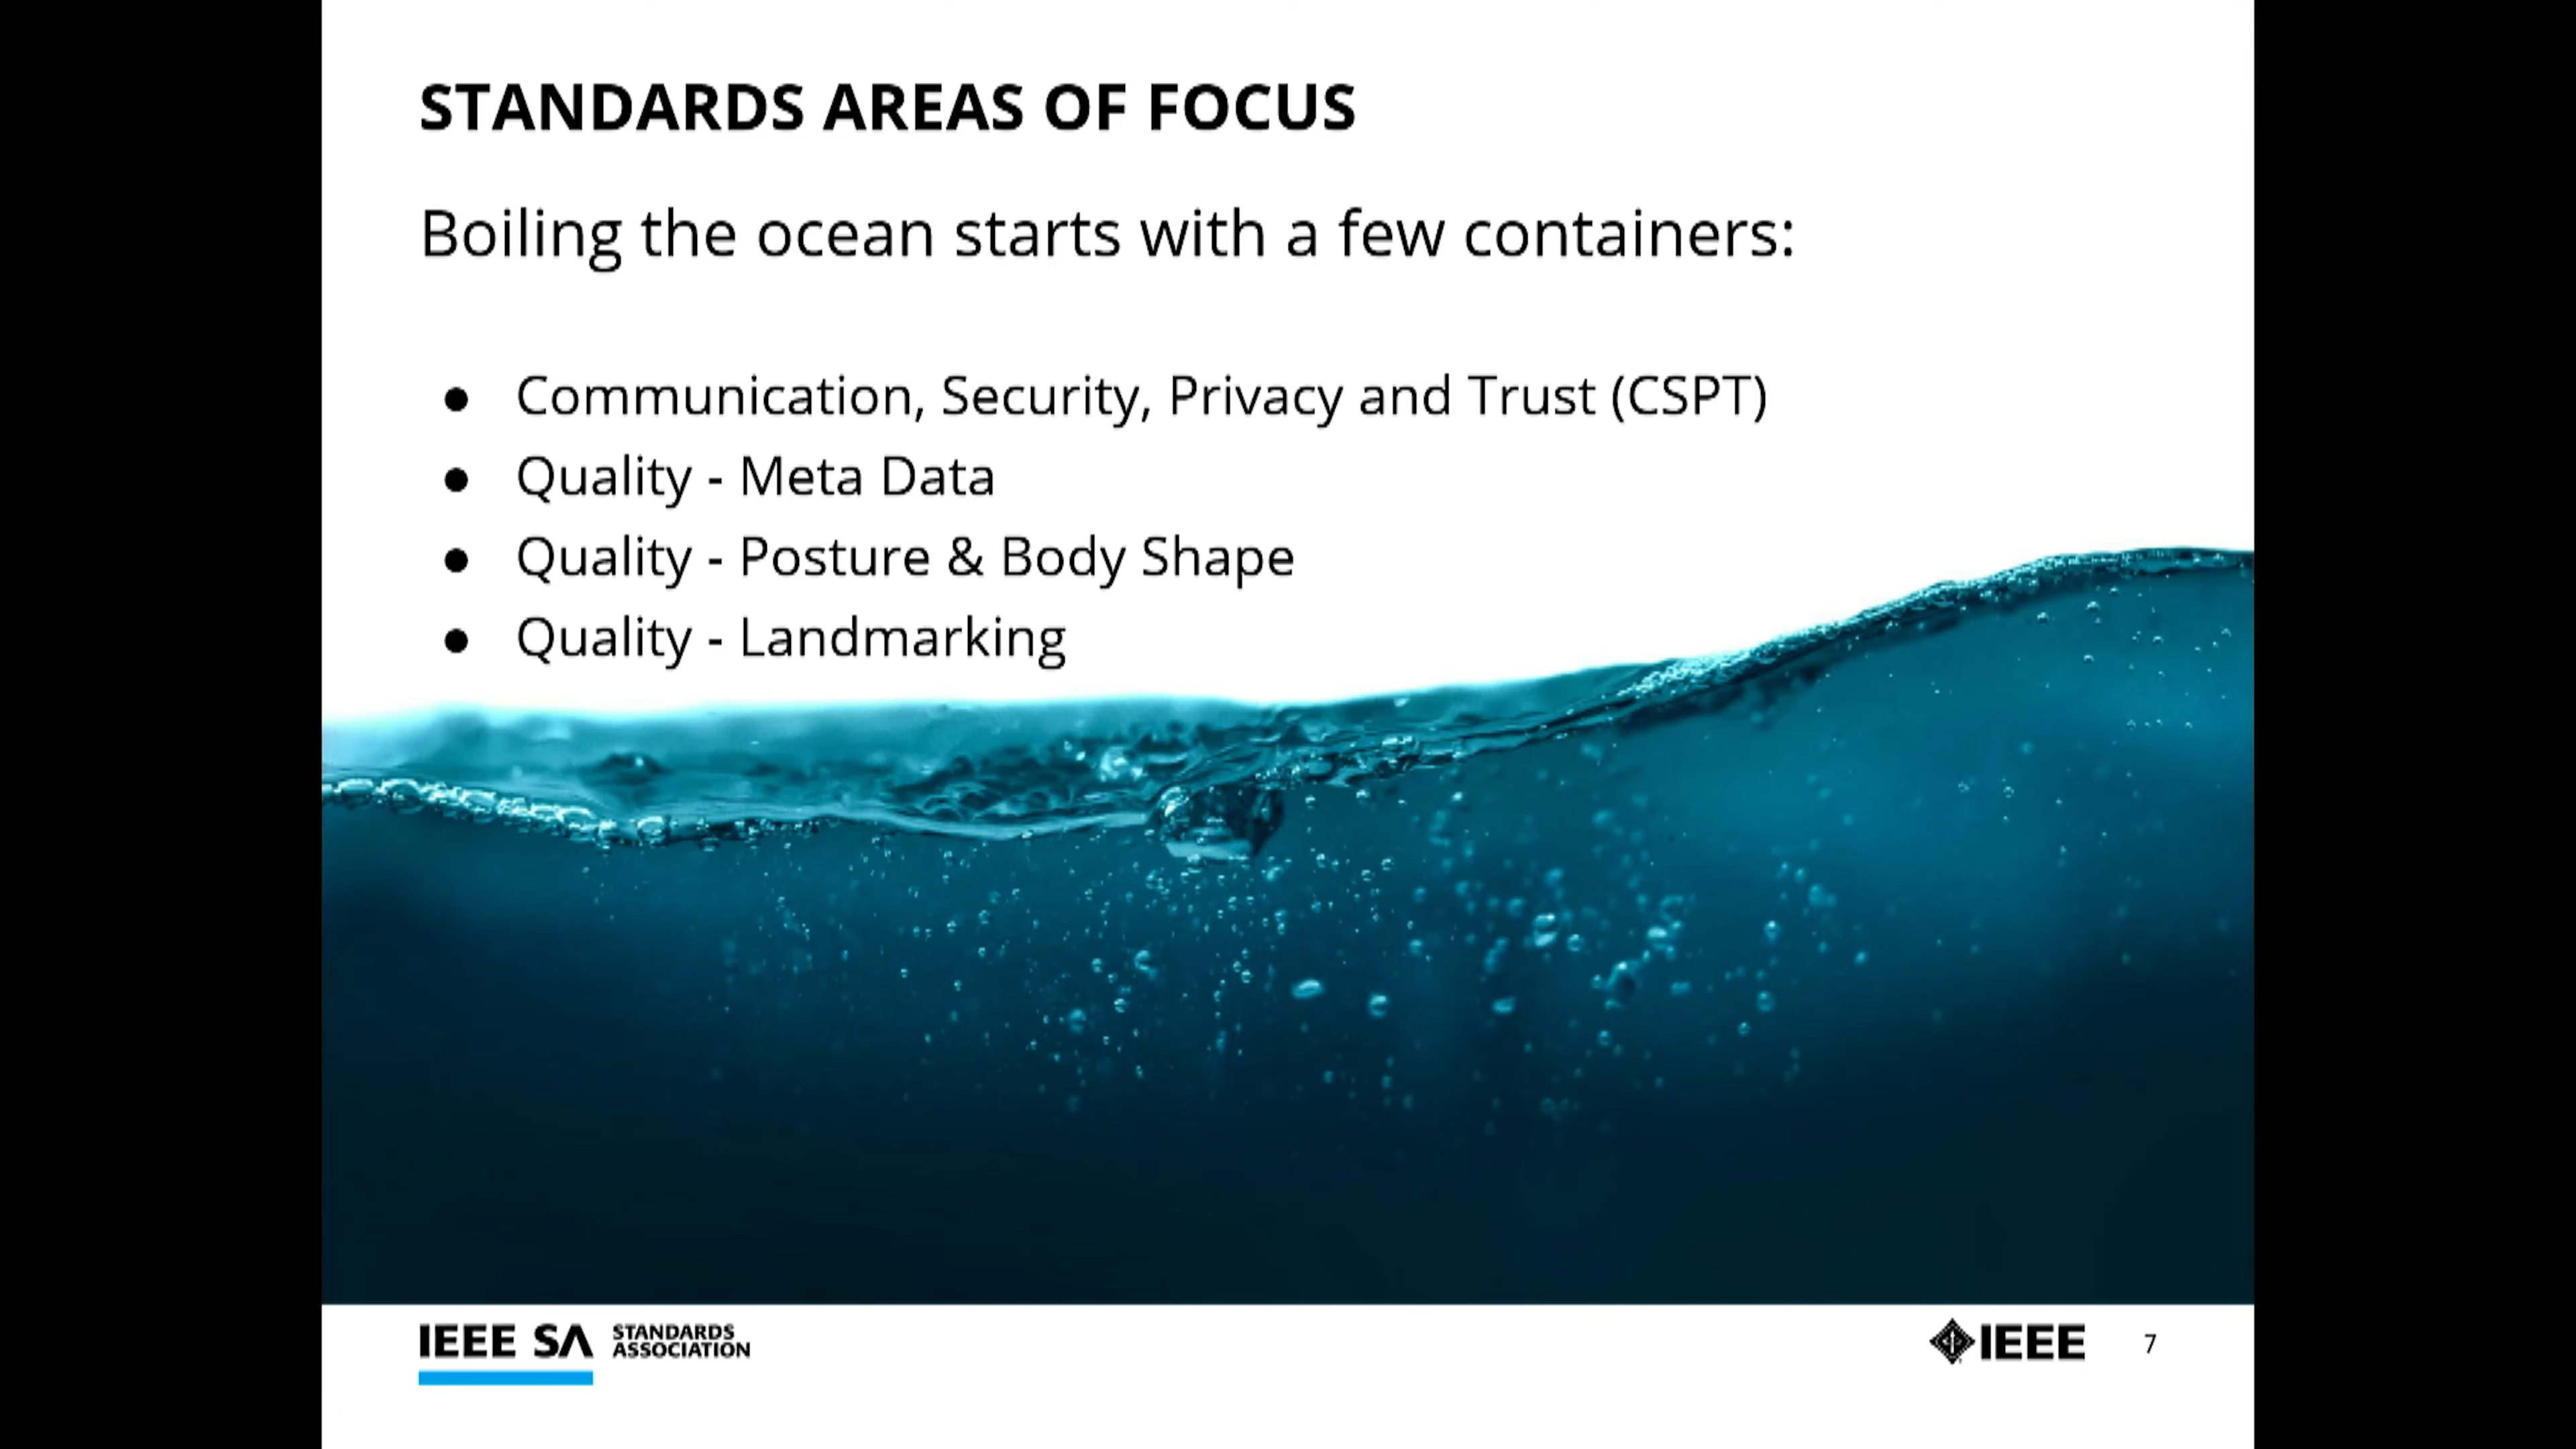 STANDARDS AREAS OF FOCUS
Boiling the ocean starts with a few containers:
● Communication, Security, Privacy and Trust (CSPT)
● Quality - Meta Data
● Quality - Posture & Body Shape
● Quality - Landmarking
IEEE SA STANDARDS
ASSOCIATION
IEEE
7